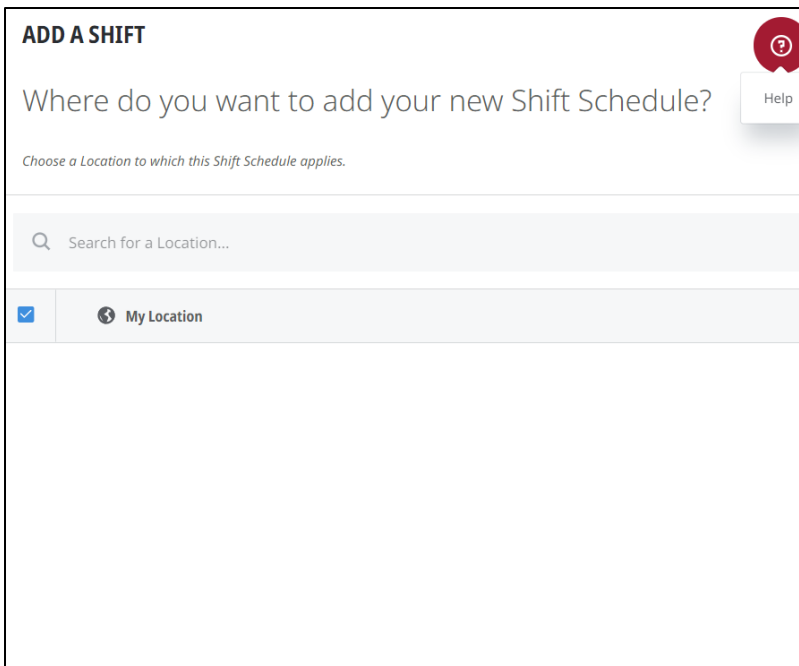 ADD A SHIFT
Where do you want to add your new Shift Schedule?
Help
Choose a Location to which this Shift Schedule applies.
Search for a Location...
My Location